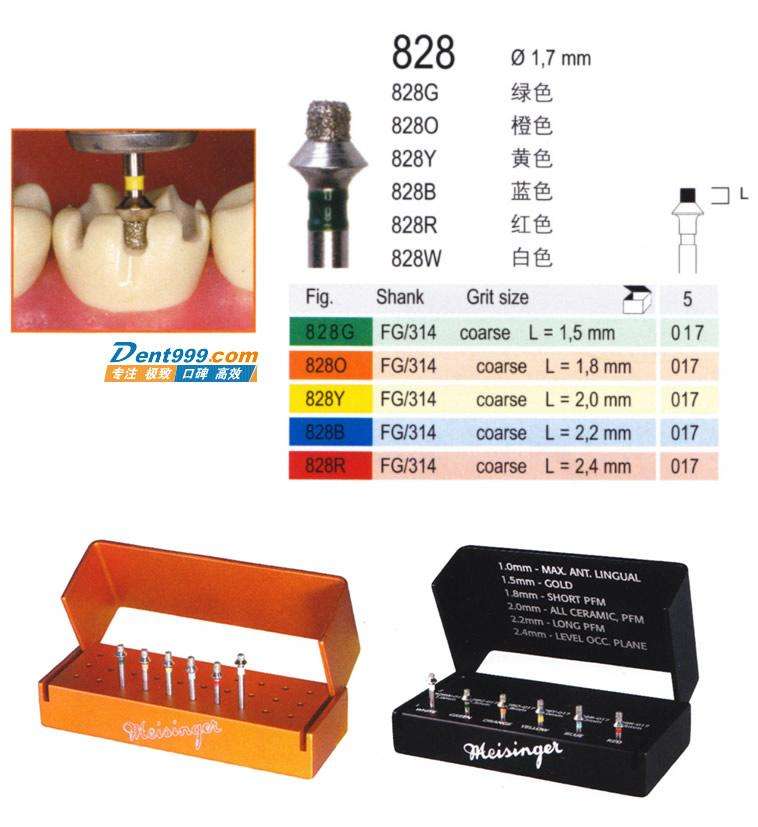 828 Ø 1,7 mm
828G 绿色
828O 橙色
828Y 黄色
828B 蓝色
828R 红色
828W 白色
L
Dent999.com
专注 极致 口碑 高效
Fig. Shank Grit size 5
828G FG/314 coarse L = 1,5 mm 017
828O FG/314 coarse L = 1,8 mm 017
828Y FG/314 coarse L = 2,0 mm 017
828B FG/314 coarse L = 2,2 mm 017
828R FG/314 coarse L = 2,4 mm 017
Meisinger
1.0mm - MAX. ANT. LINGUAL
1.5mm - GOLD
1.8mm - SHORT PFM
2.0mm - ALL CERAMIC, PFM
2.2mm - LONG PFM
2.4mm - LEVEL OCC. PLANE
WHITE GREEN ORANGE YELLOW BLUE RED
Meisinger